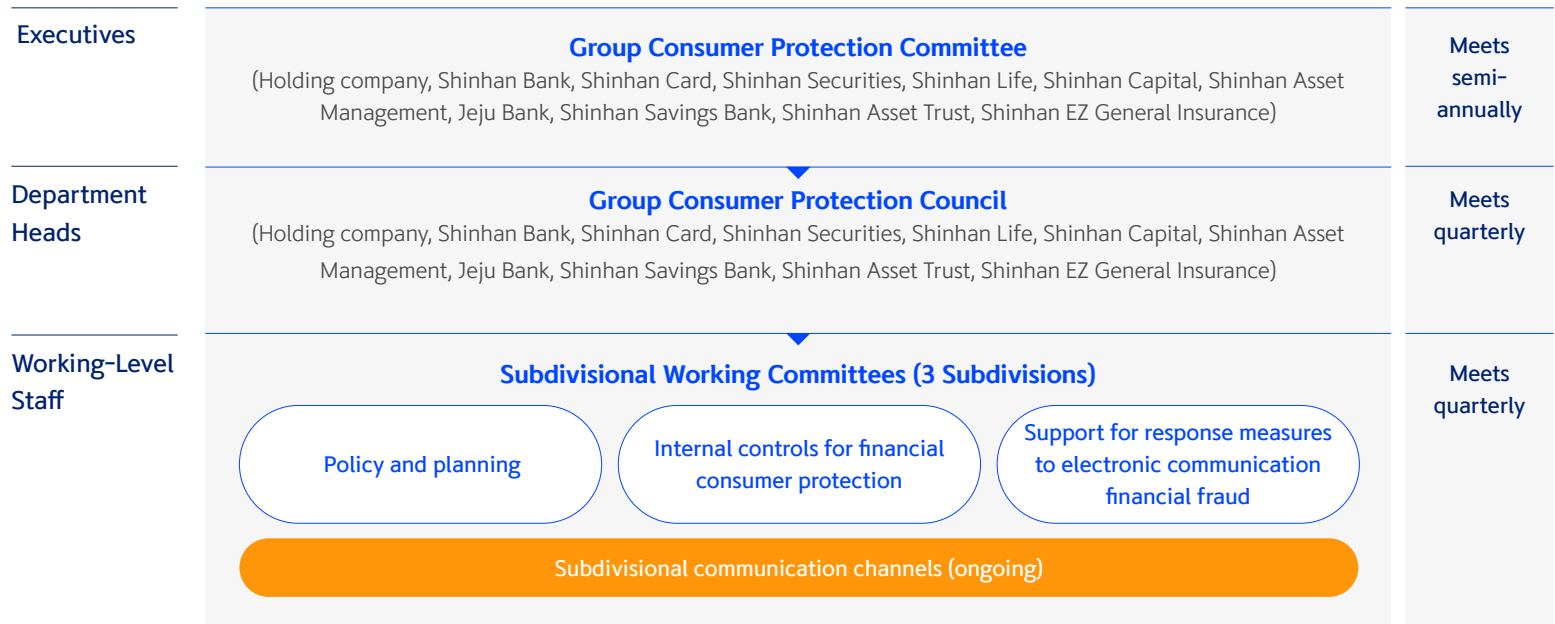 Executives
Group Consumer Protection Committee
(Holding company, Shinhan Bank, Shinhan Card, Shinhan Securities, Shinhan Life, Shinhan Capital, Shinhan Asset
Management, Jeju Bank, Shinhan Savings Bank, Shinhan Asset Trust, Shinhan EZ General Insurance)
Meets
semi-
annually
Department
Heads
Group Consumer Protection Council
(Holding company, Shinhan Bank, Shinhan Card, Shinhan Securities, Shinhan Life, Shinhan Capital, Shinhan Asset
Management, Jeju Bank, Shinhan Savings Bank, Shinhan Asset Trust, Shinhan EZ General Insurance)
Meets
quarterly
Working-Level
Staff
Subdivisional Working Committees (3 Subdivisions)
Policy and planning
Internal controls for financial
consumer protection
Support for response measures
to electronic communication
financial fraud
Subdivisional communication channels (ongoing)
Meets
quarterly